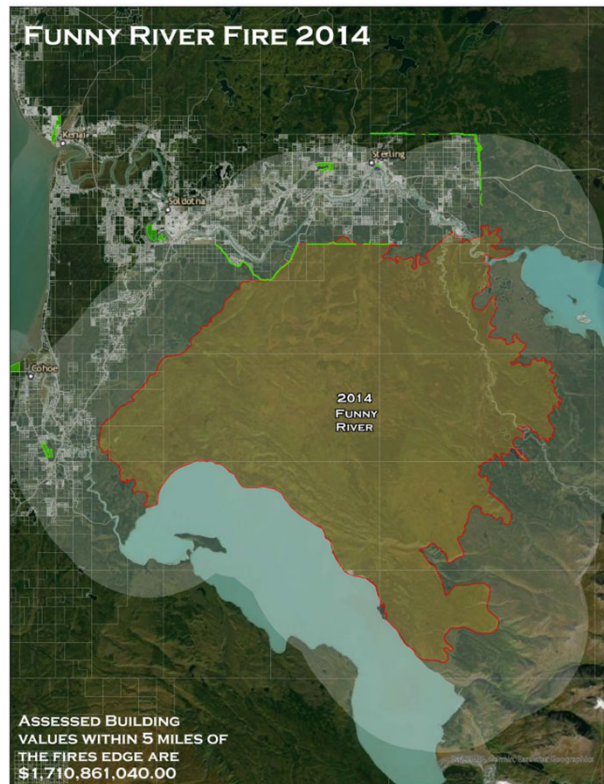 FUNNY RIVER FIRE 2014
Kenai
Sterling
Soldotna
Cohoe
2014
FUNNY
RIVER
ASSESSED BUILDING
VALUES WITHIN 5 MILES OF
THE FIRES EDGE ARE
$1,710,861,040.00
Geographics